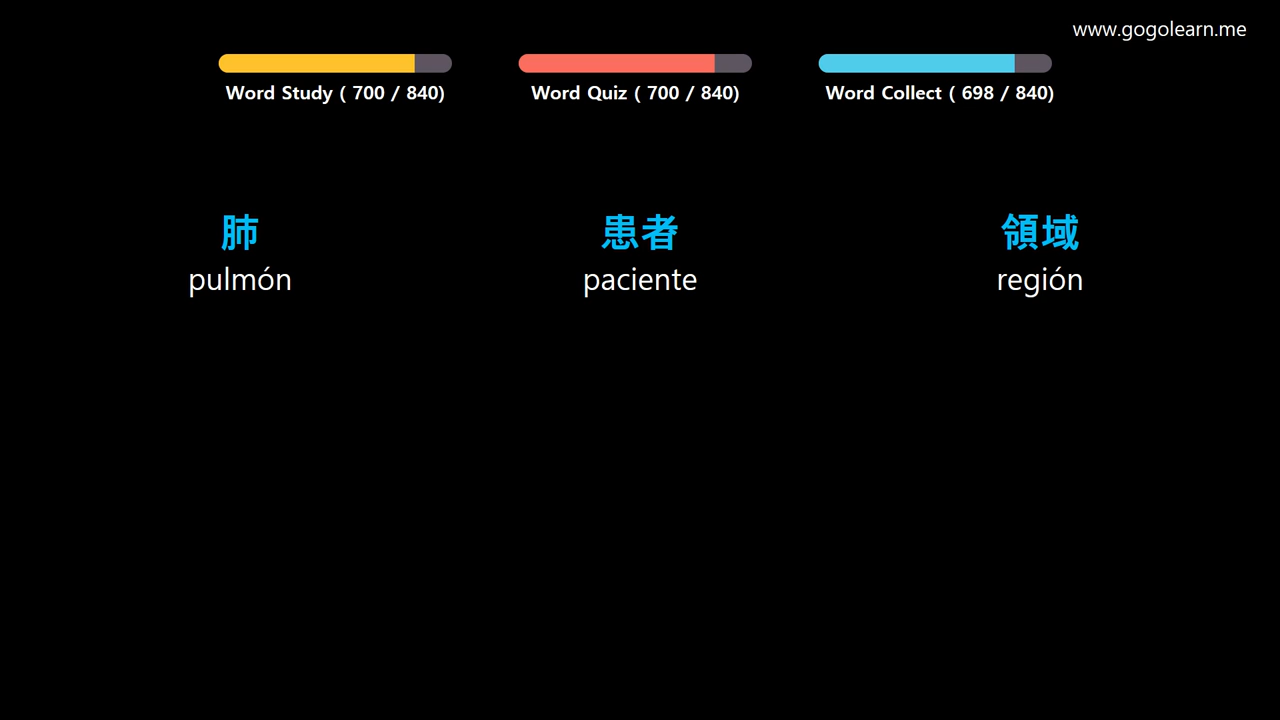 www.gogolearn.me
Word Study ( 700 / 840)
Word Quiz ( 700 / 840)
Word Collect ( 698 / 840)
肺
pulmón
患者
paciente
領域
región